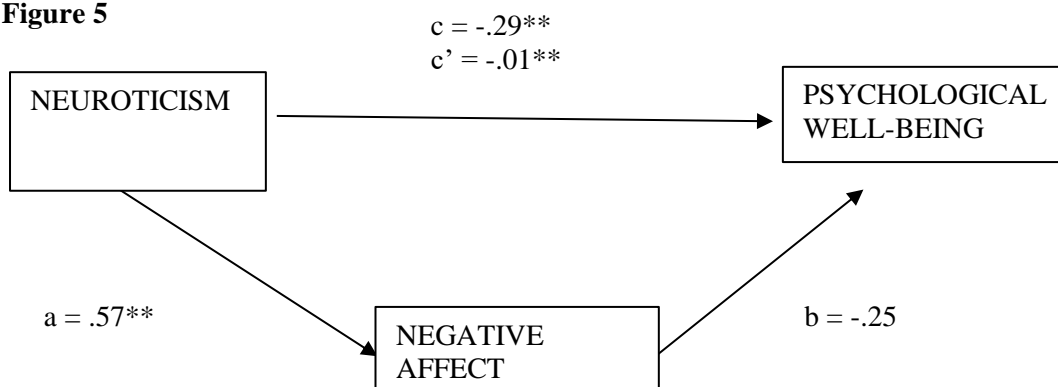 Figure 5
c = -.29**
c’ = -.01**
NEUROTICISM
PSYCHOLOGICAL
WELL-BEING
a = .57**
NEGATIVE
AFFECT
b = -.25